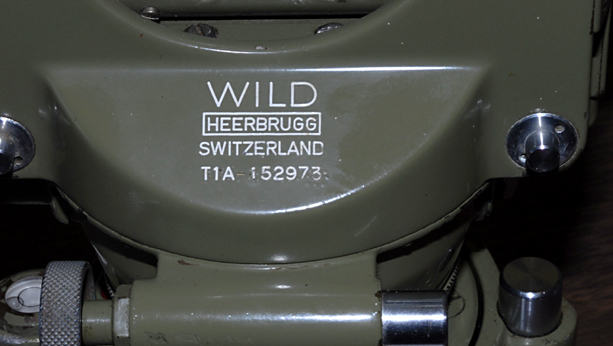 WILD
HEERBRUGG
SWITZERLAND
T1A-152973